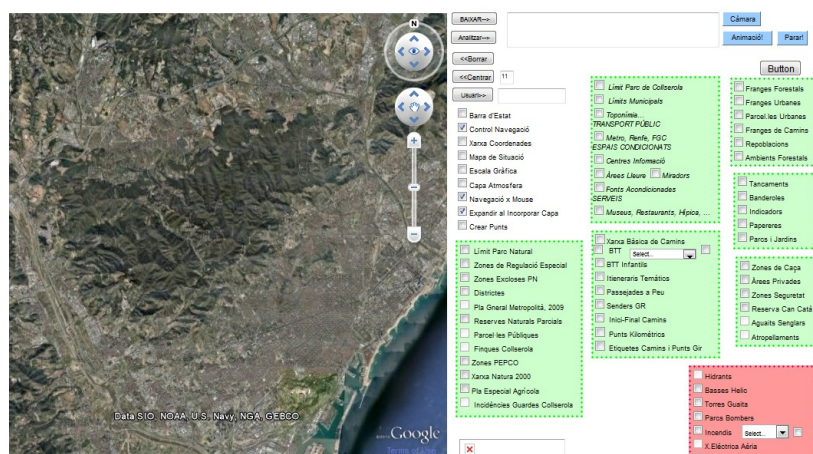 N
Data SIO, NOAA, U.S. Navy, NGA, GEBCO
Google
Terms of Use
BAIXAR-->
Analitzar-->
<<Borrar
<<Centrar
11
Usuari>>
Càmara
Animació!
Parar!
Button
Barra d'Estat
Control Navegació
Xarxa Coordenades
Mapa de Situació
Escala Gràfica
Capa Atmosfera
Navegació x Mouse
Expandir al Incorporar Capa
Crear Punts
Límit Parc Natural
Zones de Regulació Especial
Zones Excloses PN
Districtes
Pla Gneral Metropolità, 2009
Reserves Naturals Parcials
Parcel·les Públiques
Finques Collserola
Zones PEPCO
Xarxa Natura 2000
Pla Especial Agrícola
Incidències Guardes Collserola
Límit Parc de Collserola
Límits Municipals
Toponímie...
TRANSPORT PÚBLIC
Metro, Renfe, FGC
ESPAIS CONDICIONATS
Centres Informació
Àrees Lleure Miradors
Fonts Acondicionades
SERVEIS
Museus, Restaurants, Hípica, ...
Xarxa Bàsica de Camins
BTT Select...
BTT Infantils
Itieneraris Temàtics
Passejades a Peu
Senders GR
Inici-Final Camins
Punts Kilomètrics
Etiquetes Camins i Punts Gir
Franges Forestals
Franges Urbanes
Parcel.les Urbanes
Franges de Camins
Repoblacions
Ambients Forestals
Tancaments
Banderoles
Indicadors
Papereres
Parcs i Jardins
Zones de Caça
Àrees Privades
Zones Seguretat
Reserva Can Catà
Aguaits Senglars
Atropellaments
Hidrants
Basses Helic
Torres Guaita
Parcs Bombers
Incendis Select...
X.Elèctrica Aèria